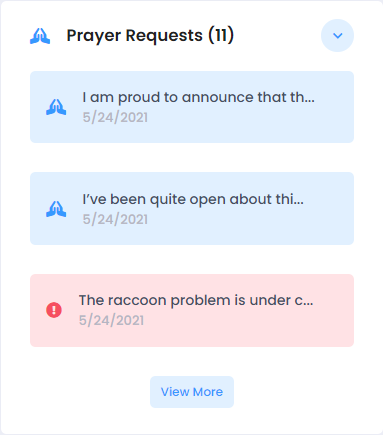 Prayer Requests (11)
I am proud to announce that th...
5/24/2021
I’ve been quite open about thi...
5/24/2021
The raccoon problem is under c...
5/24/2021
View More